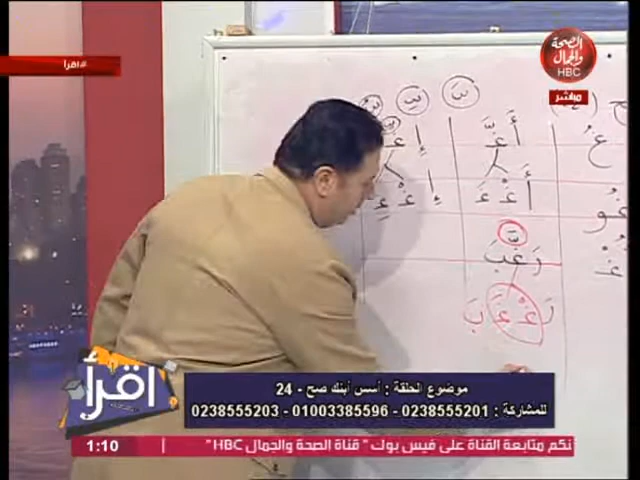 #اقرأ
الصحة
والجمال
HBC
مباشر
سَ سِ
أَغَّ
أَغْغَ
إِغْغِ
رَغَّبَ
رَغْغَبَ
عُ
غُو
غْ
اقرأ
موضوع الحلقة : أسس أبنك صح - 24
للمشاركة : 0238555201 - 01003385596 - 0238555203
1:10
نكم متابعة القناة على فيس بوك "قناة الصحة والجمال HBC"